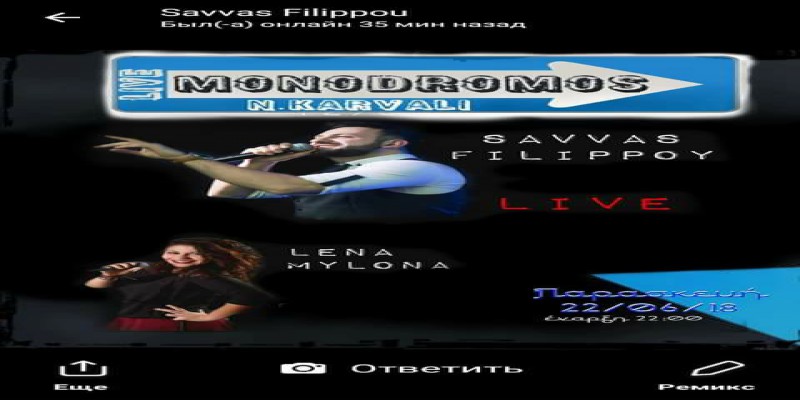 Savvas Filippou
Был(-а) онлайн 35 мин назад
LIVE
MONODROMOS
N.KARVALI
SAVVAS
FILIPPOY
LIVE
LENA
MYLONA
Παρασκευή
22/06/18
έναρξη 22:00
Еще
Ответить
Ремикс